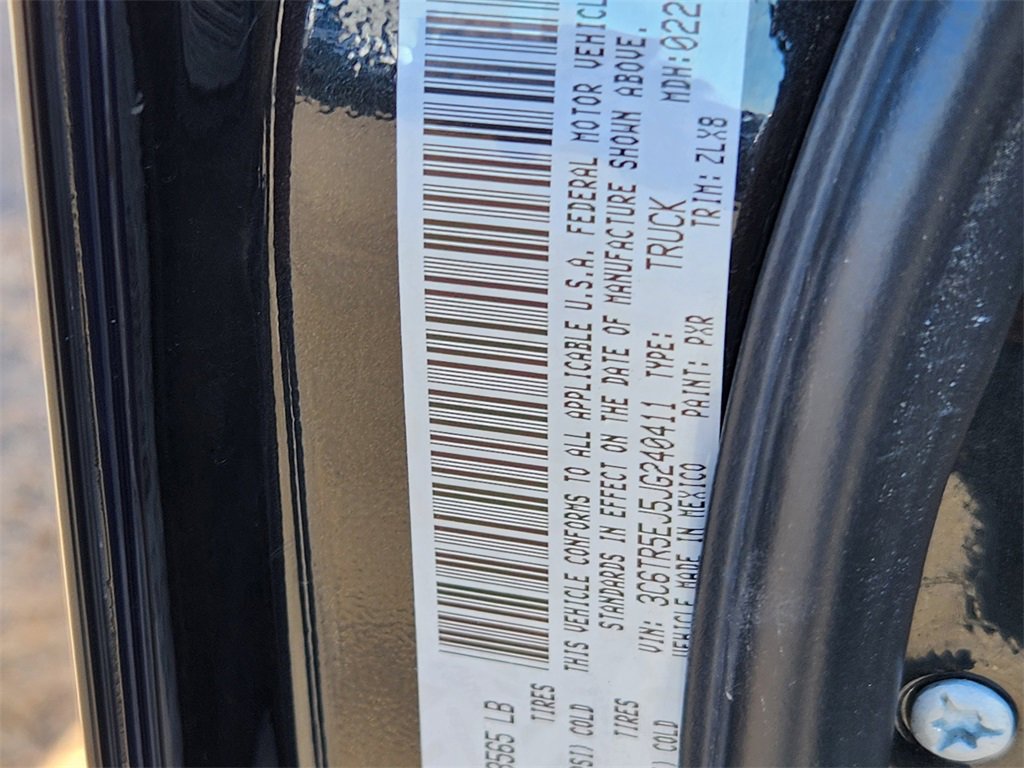 THIS VEHICLE CONFORMS TO ALL APPLICABLE U.S.A. FEDERAL MOTOR VEHICL
STANDARDS IN EFFECT ON THE DATE OF MANUFACTURE SHOWN ABOVE.
VIN: 3C6TR5EJ5JG240411 TYPE: TRUCK MDH:022
VEHICLE MADE IN MEXICO PAINT: PXR TRIM: ZLX8
8565 LB
TIRES
PSI) COLD
TIRES
) COLD